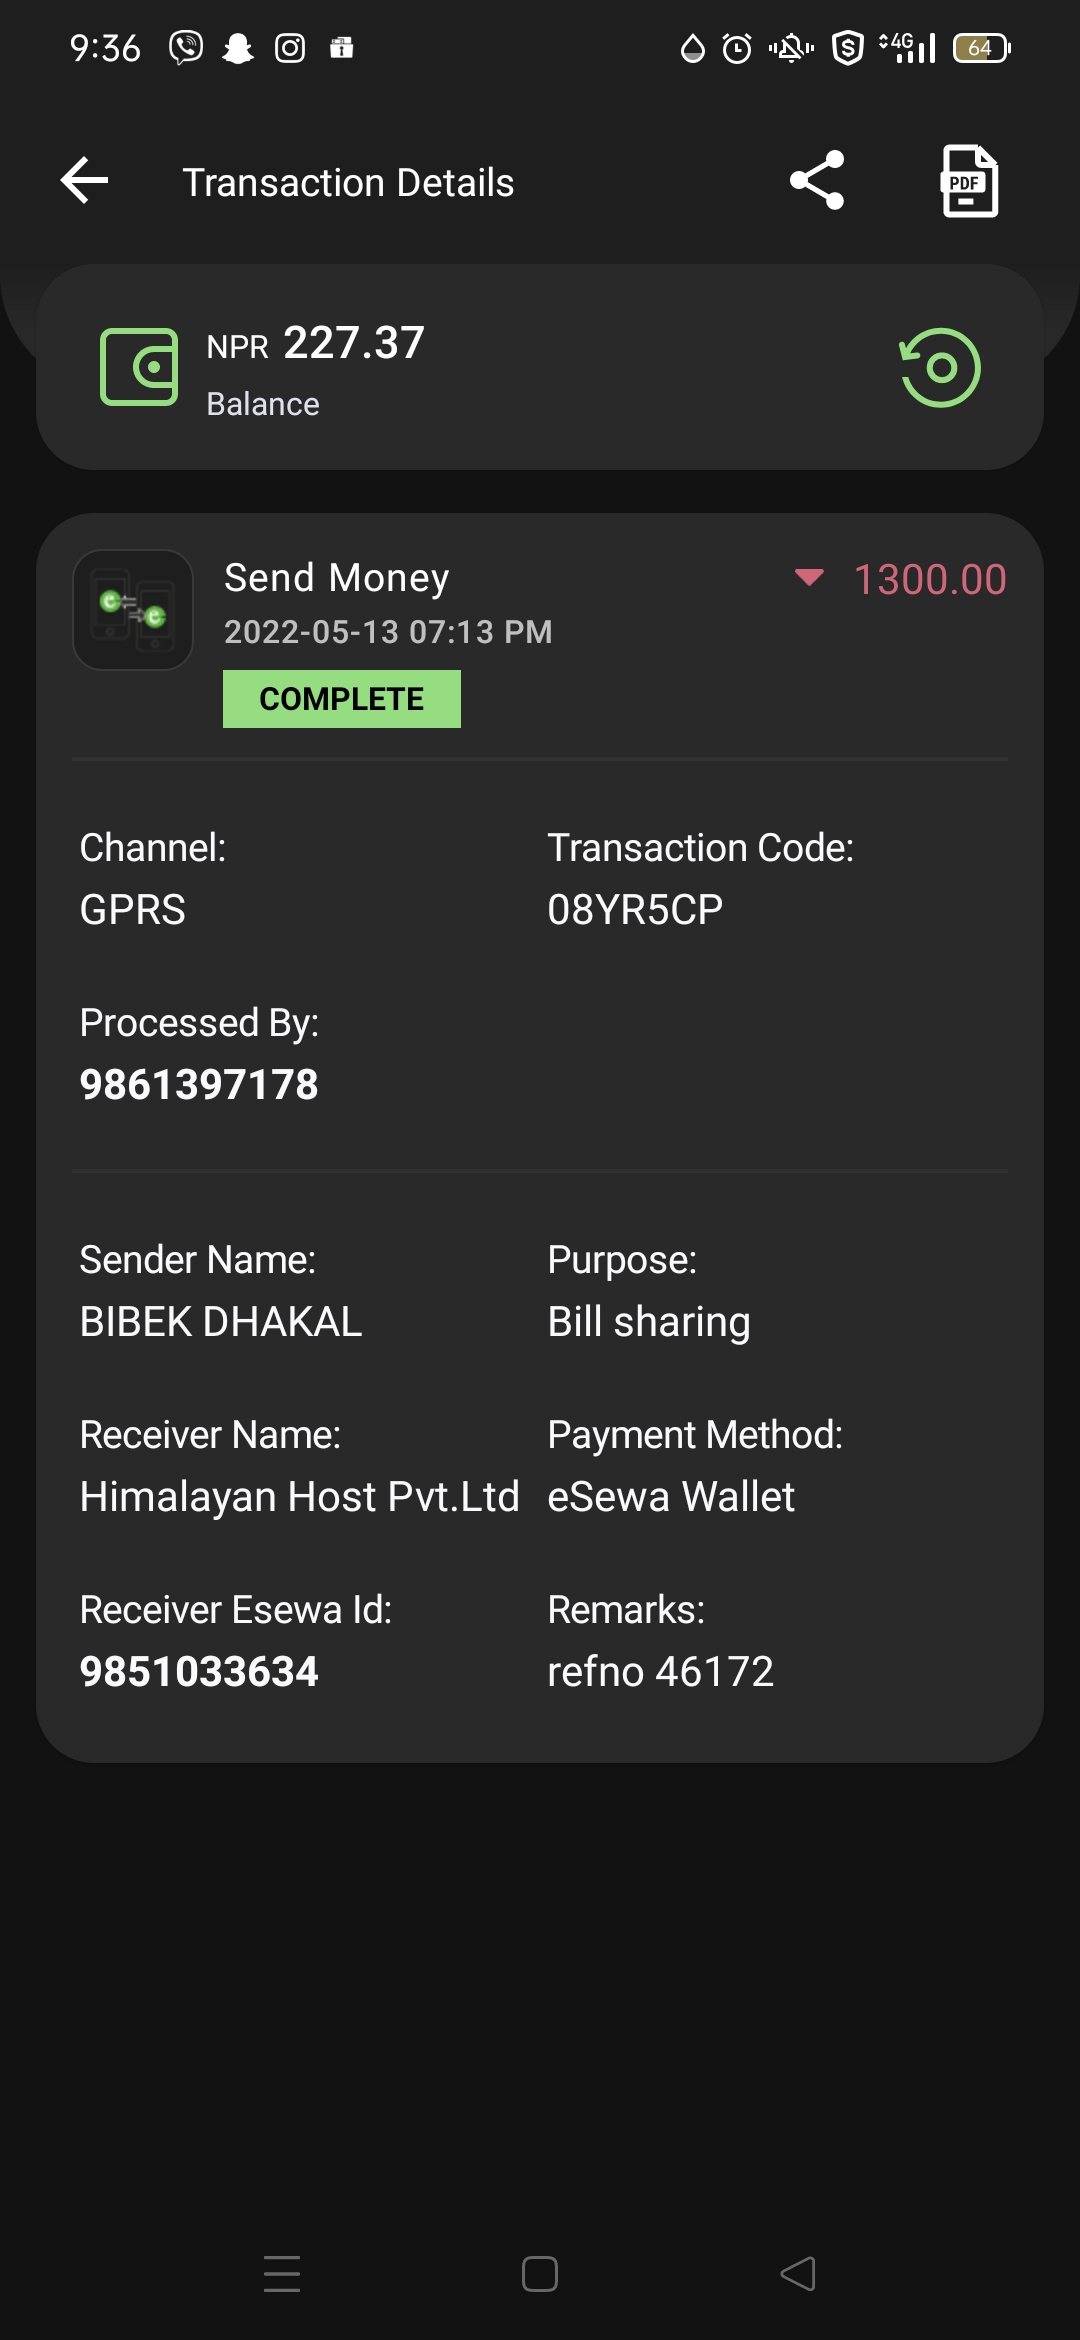 9:36
4G
64
Transaction Details
PDF
NPR 227.37
Balance
Send Money
1300.00
2022-05-13 07:13 PM
COMPLETE
Channel:
Transaction Code:
GPRS
08YR5CP
Processed By:
9861397178
Sender Name:
Purpose:
BIBEK DHAKAL
Bill sharing
Receiver Name:
Payment Method:
Himalayan Host Pvt.Ltd
eSewa Wallet
Receiver Esewa Id:
Remarks:
9851033634
refno 46172